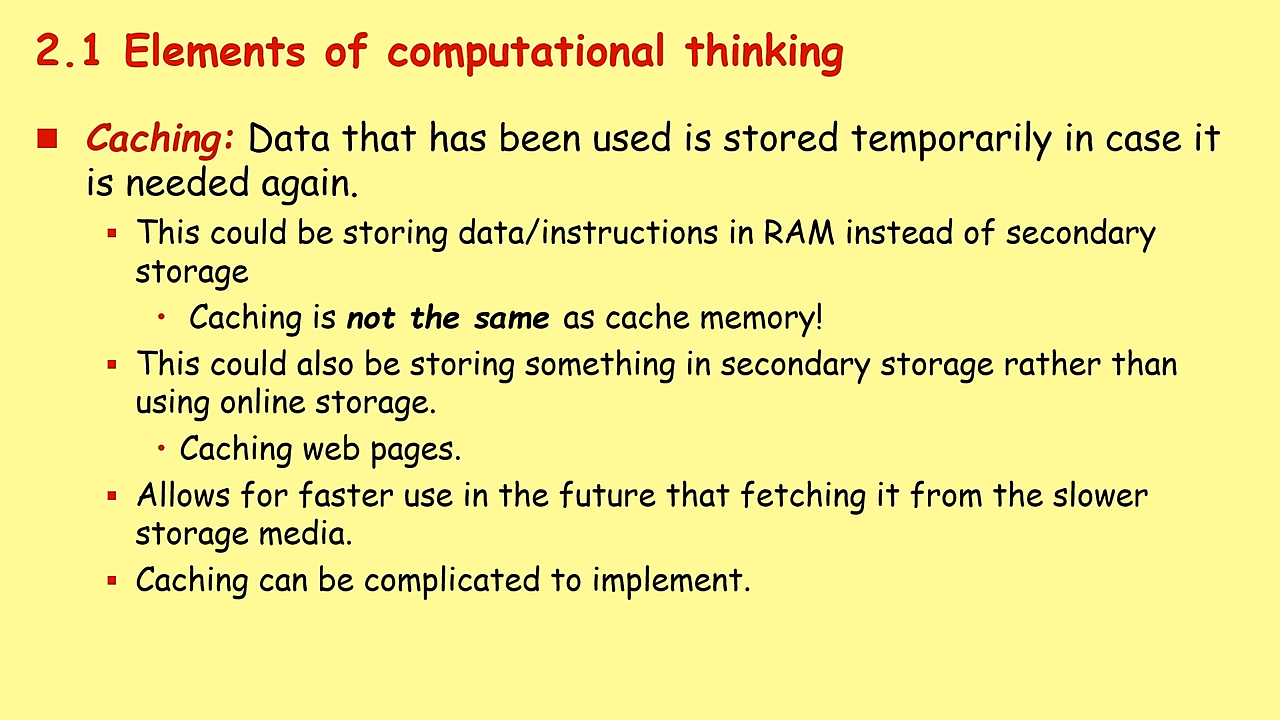 2.1 Elements of computational thinking
Caching: Data that has been used is stored temporarily in case it
is needed again.
This could be storing data/instructions in RAM instead of secondary
storage
Caching is not the same as cache memory!
This could also be storing something in secondary storage rather than
using online storage.
Caching web pages.
Allows for faster use in the future that fetching it from the slower
storage media.
Caching can be complicated to implement.